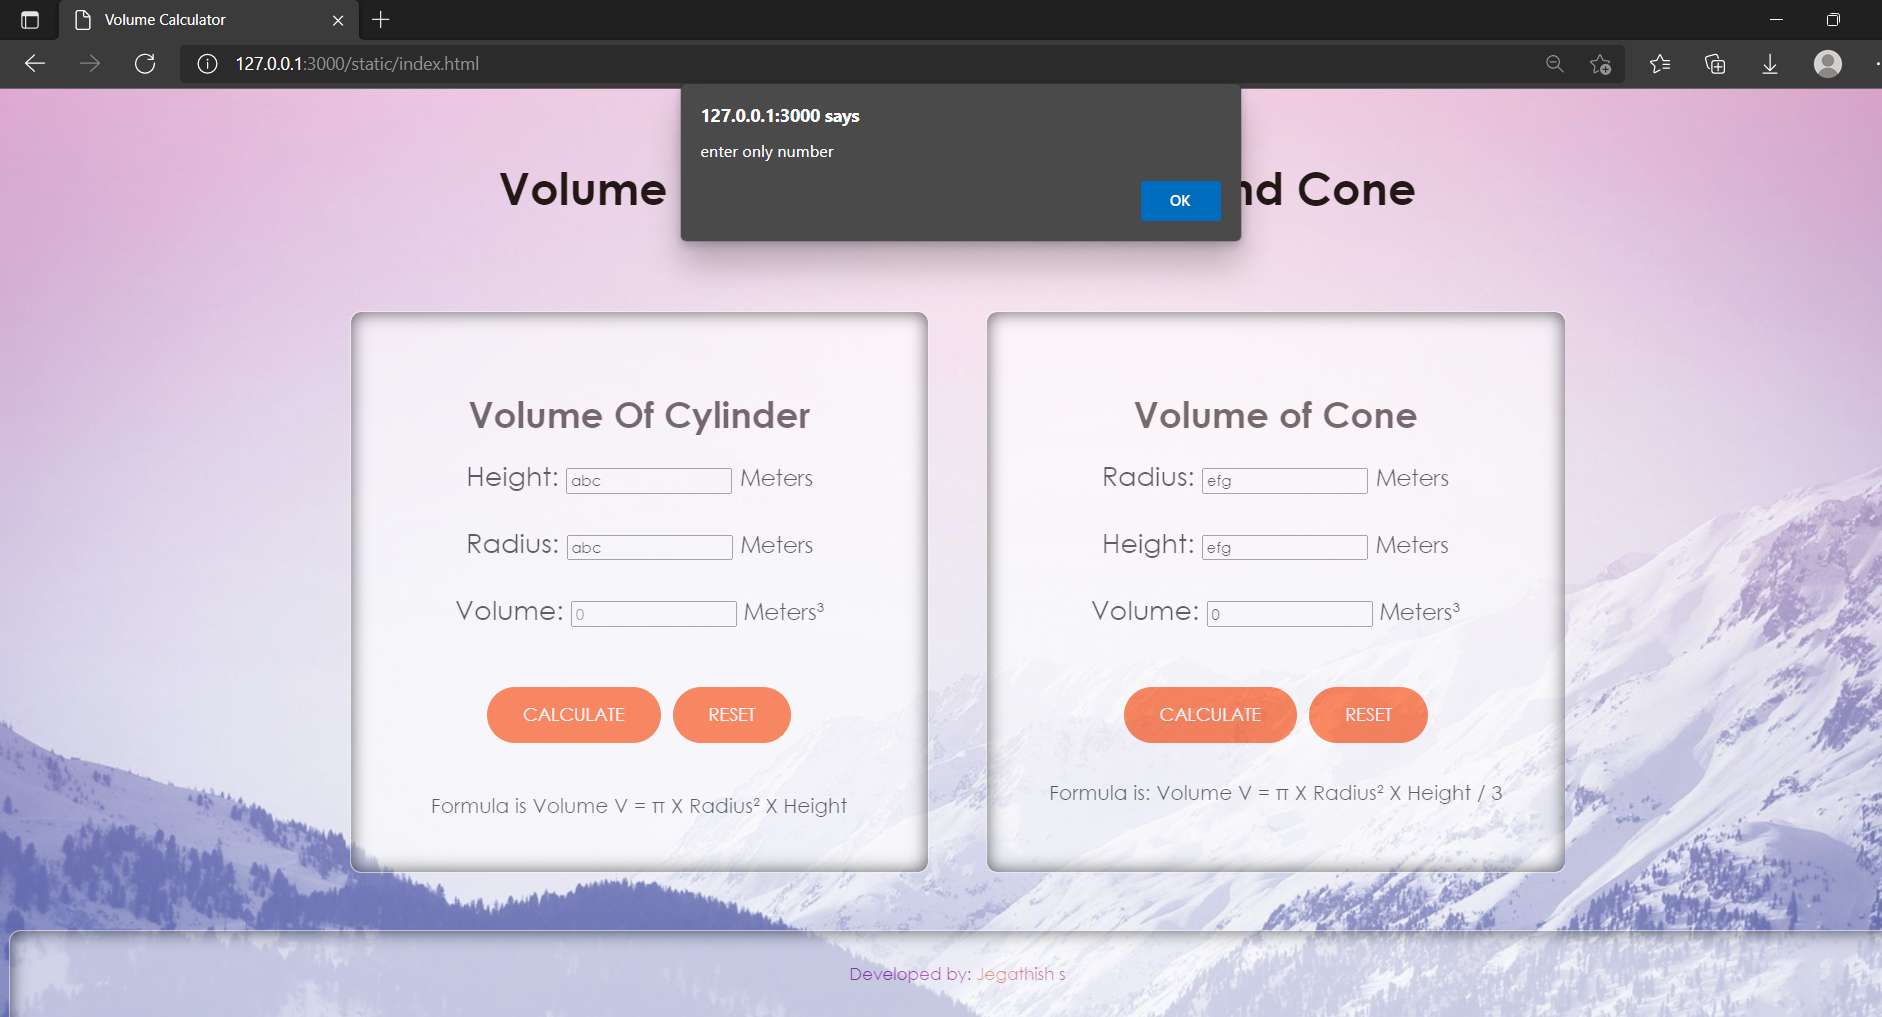 Volume Calculator
127.0.0.1:3000/static/index.html
127.0.0.1:3000 says
enter only number
OK
Volume nd Cone
Volume Of Cylinder
Height: abc Meters
Radius: abc Meters
Volume: 0 Meters³
CALCULATE RESET
Formula is Volume V = π X Radius² X Height
Volume of Cone
Radius: efg Meters
Height: efg Meters
Volume: 0 Meters³
CALCULATE RESET
Formula is: Volume V = π X Radius² X Height / 3
Developed by: Jegathish s